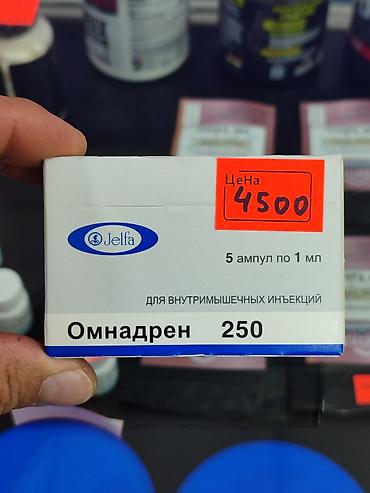 Цена
4500
Jelfa
5 ампул по 1 мл
ДЛЯ ВНУТРИМЫШЕЧНЫХ ИНЪЕКЦИЙ
Омнадрен 250